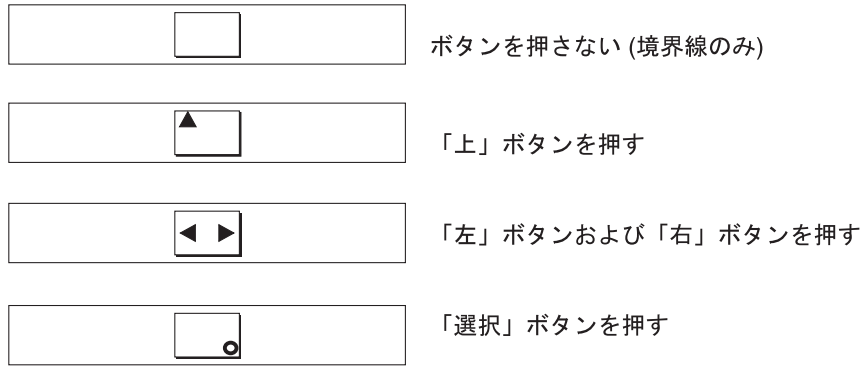 ボタンを押さない (境界線のみ)
「上」ボタンを押す
「左」ボタンおよび「右」ボタンを押す
「選択」ボタンを押す